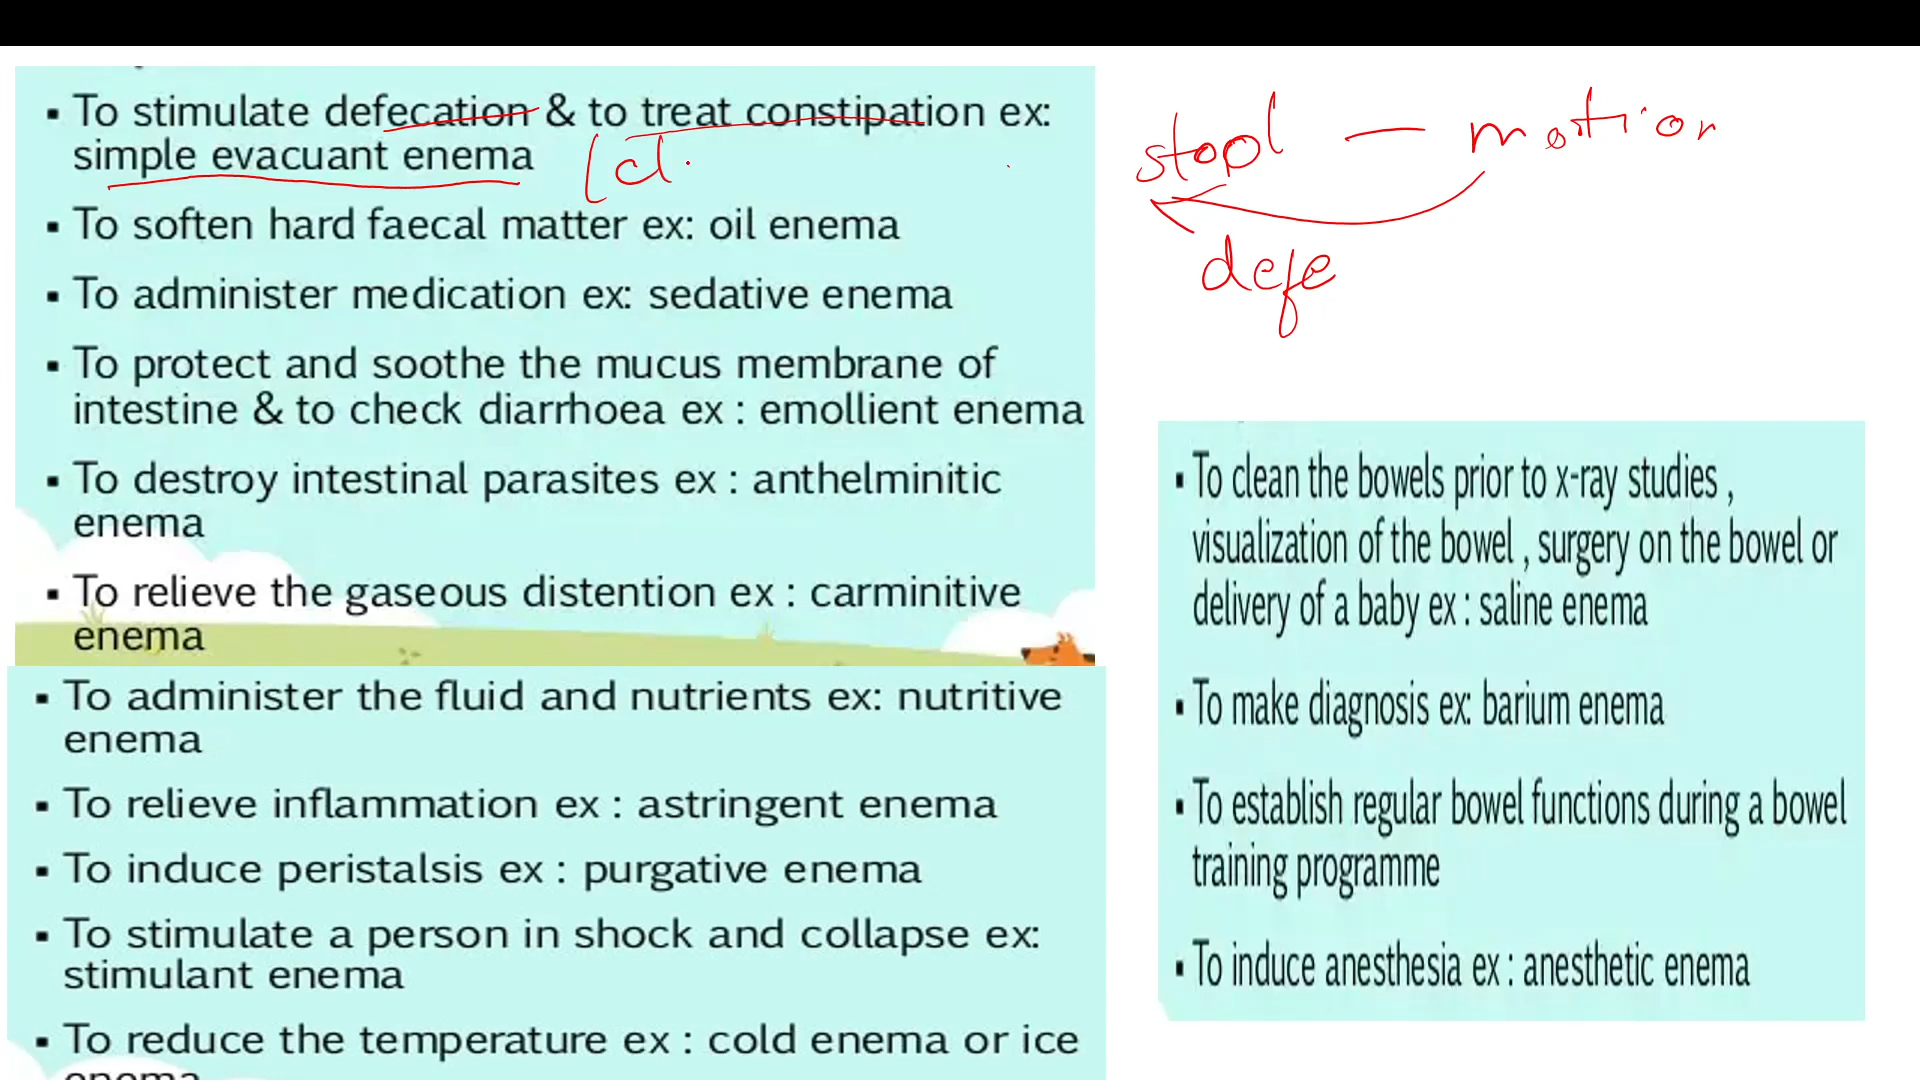 ▪ To stimulate defecation & to treat constipation ex:
simple evacuant enema
[cl.
▪ To soften hard faecal matter ex: oil enema
▪ To administer medication ex: sedative enema
▪ To protect and soothe the mucus membrane of
intestine & to check diarrhoea ex : emollient enema
▪ To destroy intestinal parasites ex : anthelminitic
enema
▪ To relieve the gaseous distention ex : carminitive
enema
▪ To administer the fluid and nutrients ex: nutritive
enema
▪ To relieve inflammation ex : astringent enema
▪ To induce peristalsis ex : purgative enema
▪ To stimulate a person in shock and collapse ex:
stimulant enema
▪ To reduce the temperature ex : cold enema or ice
enema
stool — motion
defe
▪ To clean the bowels prior to x-ray studies ,
visualization of the bowel , surgery on the bowel or
delivery of a baby ex : saline enema
▪ To make diagnosis ex: barium enema
▪ To establish regular bowel functions during a bowel
training programme
▪ To induce anesthesia ex : anesthetic enema